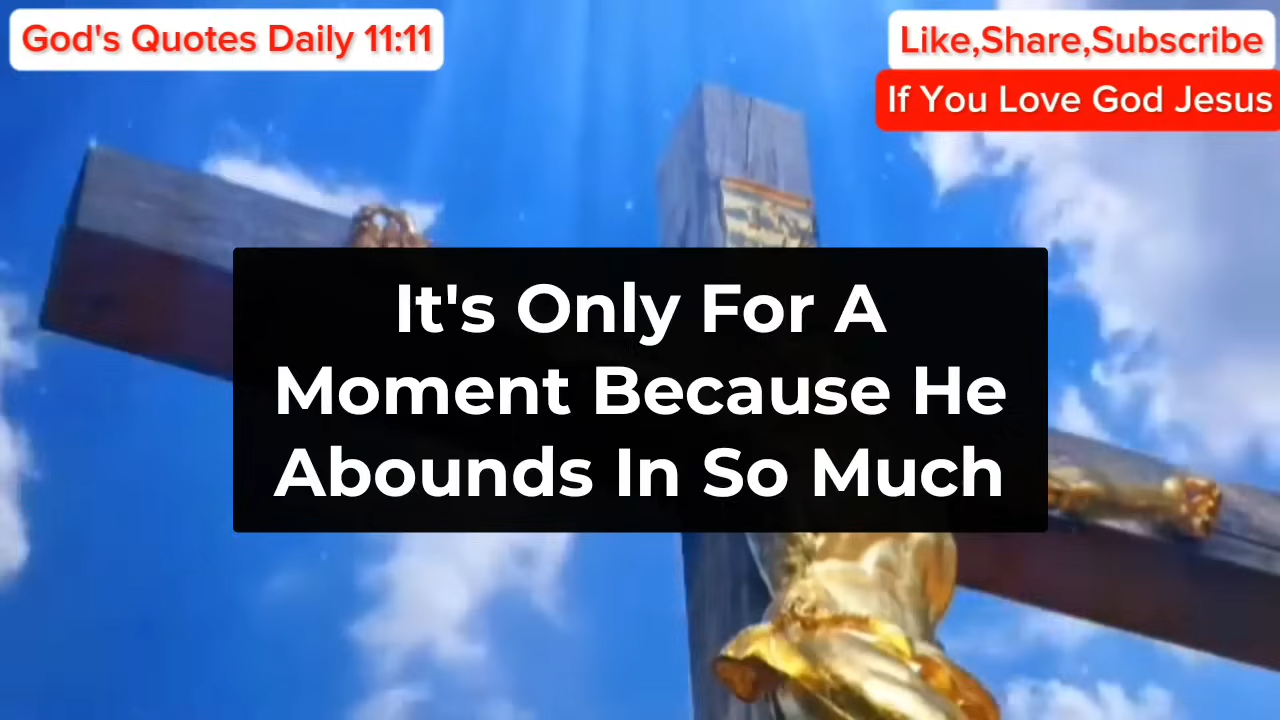 God's Quotes Daily 11:11
Like,Share,Subscribe
If You Love God Jesus
It's Only For A
Moment Because He
Abounds In So Much